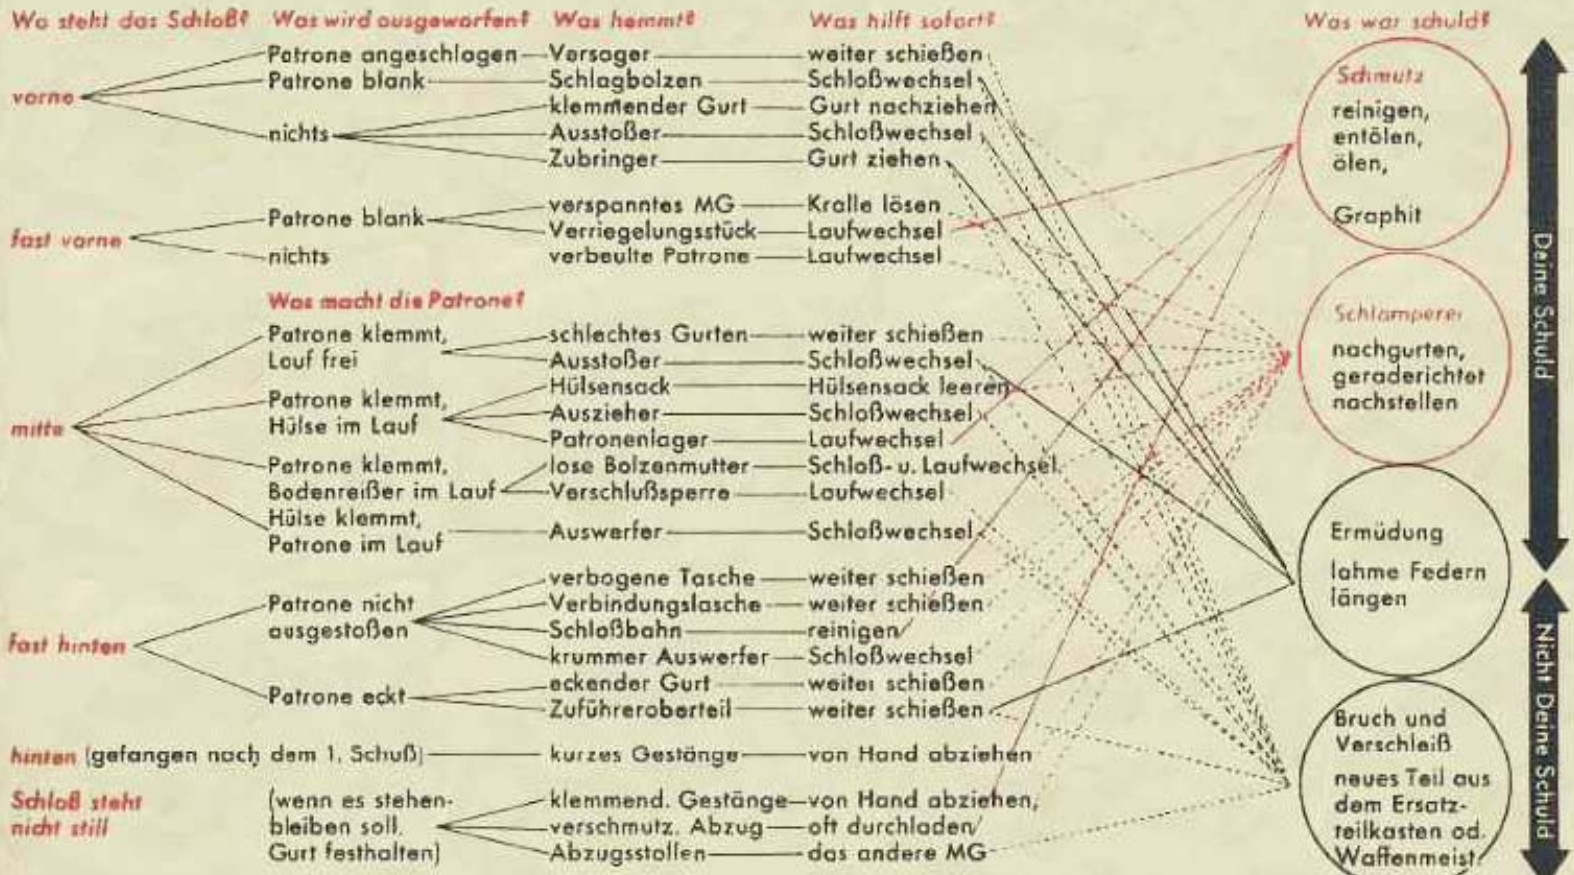 Wo steht das Schloß? Was wird ausgeworfen? Was hemmt? Was hilft sofort? Was war schuld?
Patrone angeschlagen Versager weiter schießen
vorne Patrone blank Schlagbolzen Schloßwechsel
klemmender Gurt Gurt nachziehen
nichts Ausstoßer Schloßwechsel
Zubringer Gurt ziehen
Patrone blank verspanntes MG Kralle lösen
fast vorne Verriegelungsstück Laufwechsel
nichts verbeulte Patrone Laufwechsel
Was macht die Patrone?
Patrone klemmt, schlechtes Gurten weiter schießen
Lauf frei Ausstoßer Schloßwechsel
Hülsensack Hülsensack leeren
Patrone klemmt, Auszieher Schloßwechsel
mitte Hülse im Lauf Patronenlager Laufwechsel
Patrone klemmt, lose Bolzenmutter Schloß- u. Laufwechsel
Bodenreißer im Lauf Verschlußsperre Laufwechsel
Hülse klemmt, Auswerfer Schloßwechsel
Patrone im Lauf
verbogene Tasche weiter schießen
Patrone nicht Verbindungslasche weiter schießen
ausgestoßen Schloßbahn reinigen
fast hinten krummer Auswerfer Schloßwechsel
Patrone eckt eckender Gurt weiter schießen
Zuführeroberteil weiter schießen
hinten (gefangen nach dem 1. Schuß) kurzes Gestänge von Hand abziehen
Schloß steht (wenn es stehen- klemmend. Gestänge von Hand abziehen,
nicht still bleiben soll. verschmutz. Abzug oft durchladen
Gurt festhalten) Abzugsstollen das andere MG
Schmutz
reinigen,
entölen,
ölen,
Graphit
Schlamperei
nachgurten,
geraderichtet
nachstellen
Ermüdung
lahme Federn
längen
Bruch und
Verschleiß
neues Teil aus
dem Ersatz-
teilkasten od.
Waffenmeist.
Deine Schuld
Nicht Deine Schuld